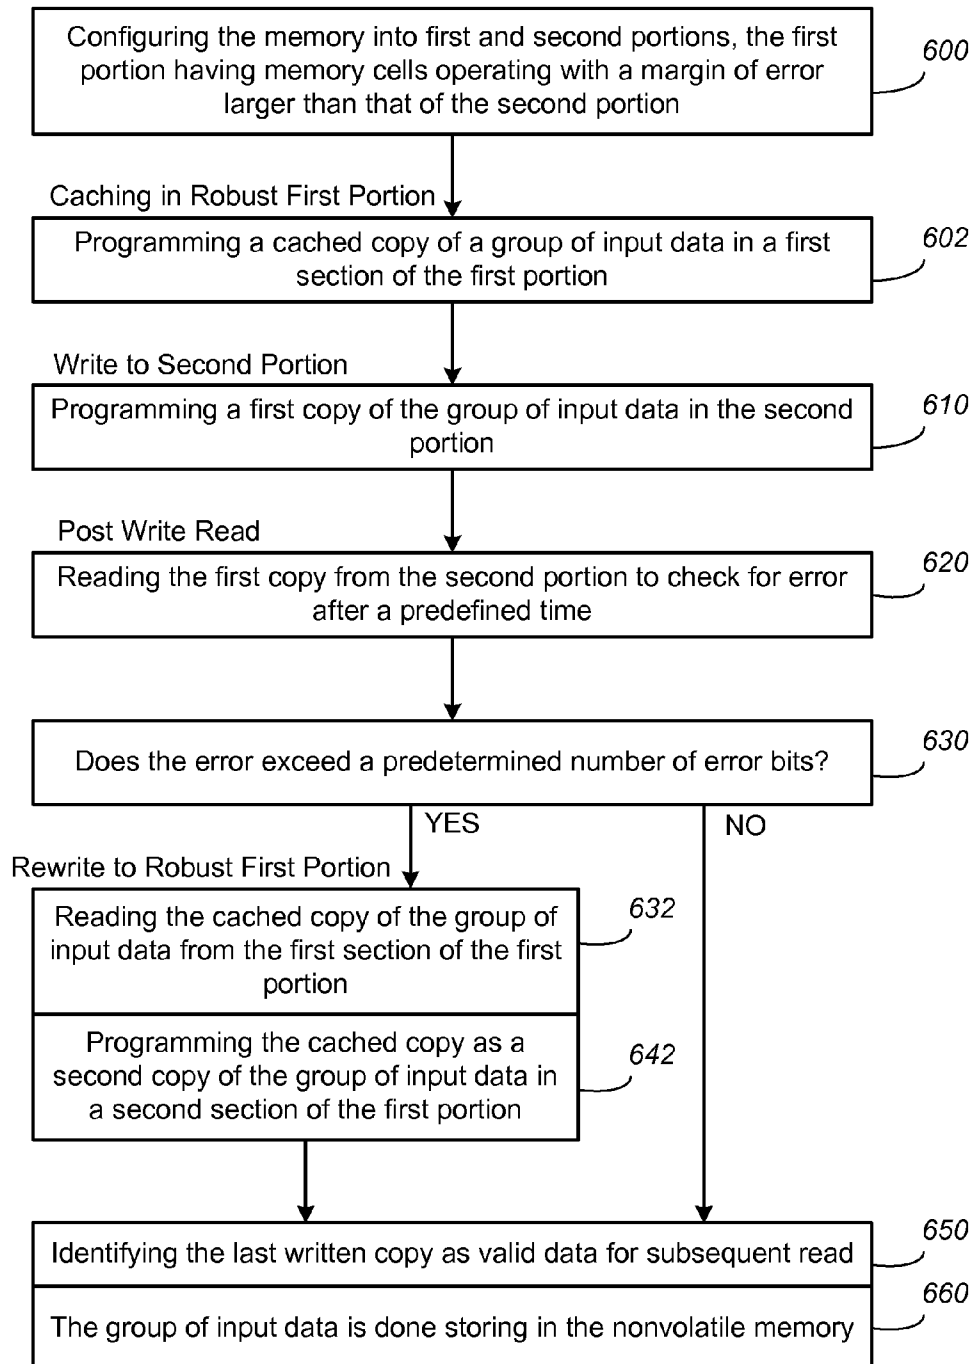 Configuring the memory into first and second portions, the first
portion having memory cells operating with a margin of error
larger than that of the second portion
600
Caching in Robust First Portion
Programming a cached copy of a group of input data in a first
section of the first portion
602
Write to Second Portion
Programming a first copy of the group of input data in the second
portion
610
Post Write Read
Reading the first copy from the second portion to check for error
after a predefined time
620
Does the error exceed a predetermined number of error bits?
630
YES
NO
Rewrite to Robust First Portion
Reading the cached copy of the group of
input data from the first section of the first
portion
632
Programming the cached copy as a
second copy of the group of input data in
a second section of the first portion
642
Identifying the last written copy as valid data for subsequent read
650
The group of input data is done storing in the nonvolatile memory
660